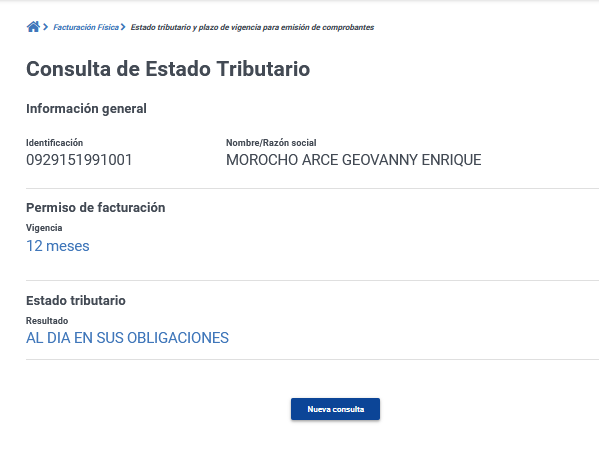 Facturación Física > Estado tributario y plazo de vigencia para emisión de comprobantes
Consulta de Estado Tributario
Información general
Identificación Nombre/Razón social
0929151991001 MOROCHO ARCE GEOVANNY ENRIQUE
Permiso de facturación
Vigencia
12 meses
Estado tributario
Resultado
AL DIA EN SUS OBLIGACIONES
Nueva consulta